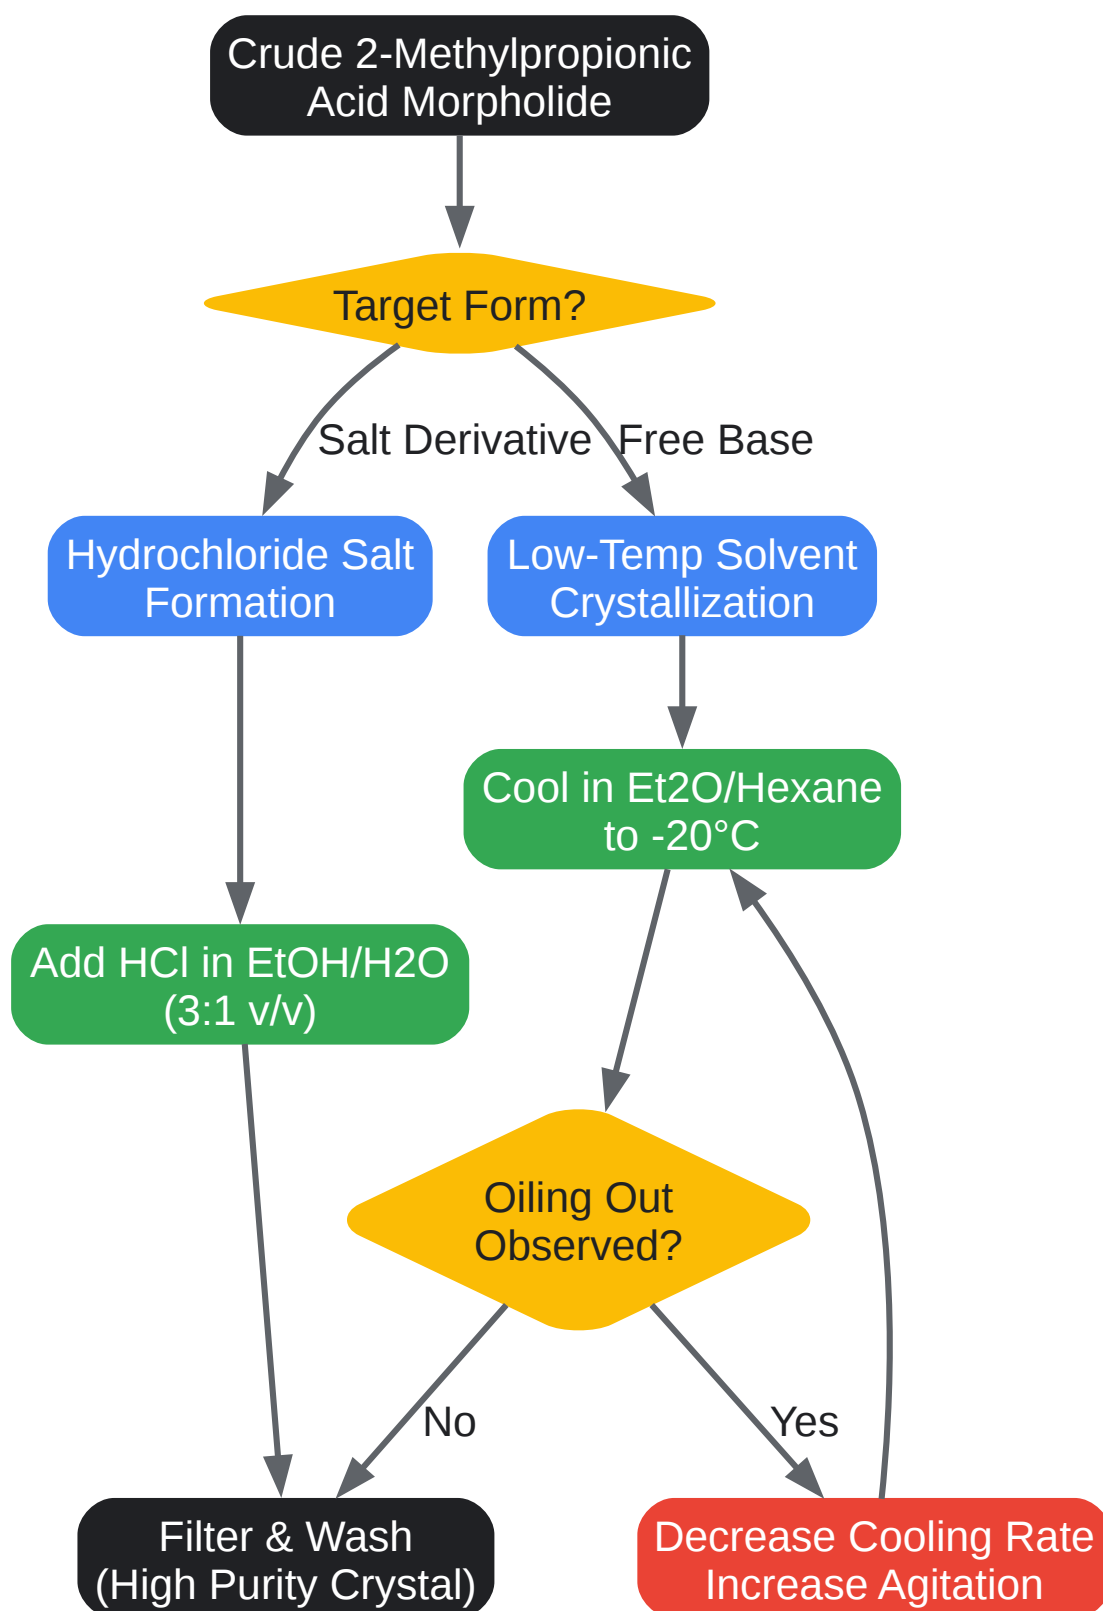 Crude 2-Methylpropionic
Acid Morpholide
Target Form?
Salt Derivative
Free Base
Hydrochloride Salt
Formation
Low-Temp Solvent
Crystallization
Cool in Et2O/Hexane
to -20°C
Add HCl in EtOH/H2O
(3:1 v/v)
Oiling Out
Observed?
No
Yes
Filter & Wash
(High Purity Crystal)
Decrease Cooling Rate
Increase Agitation